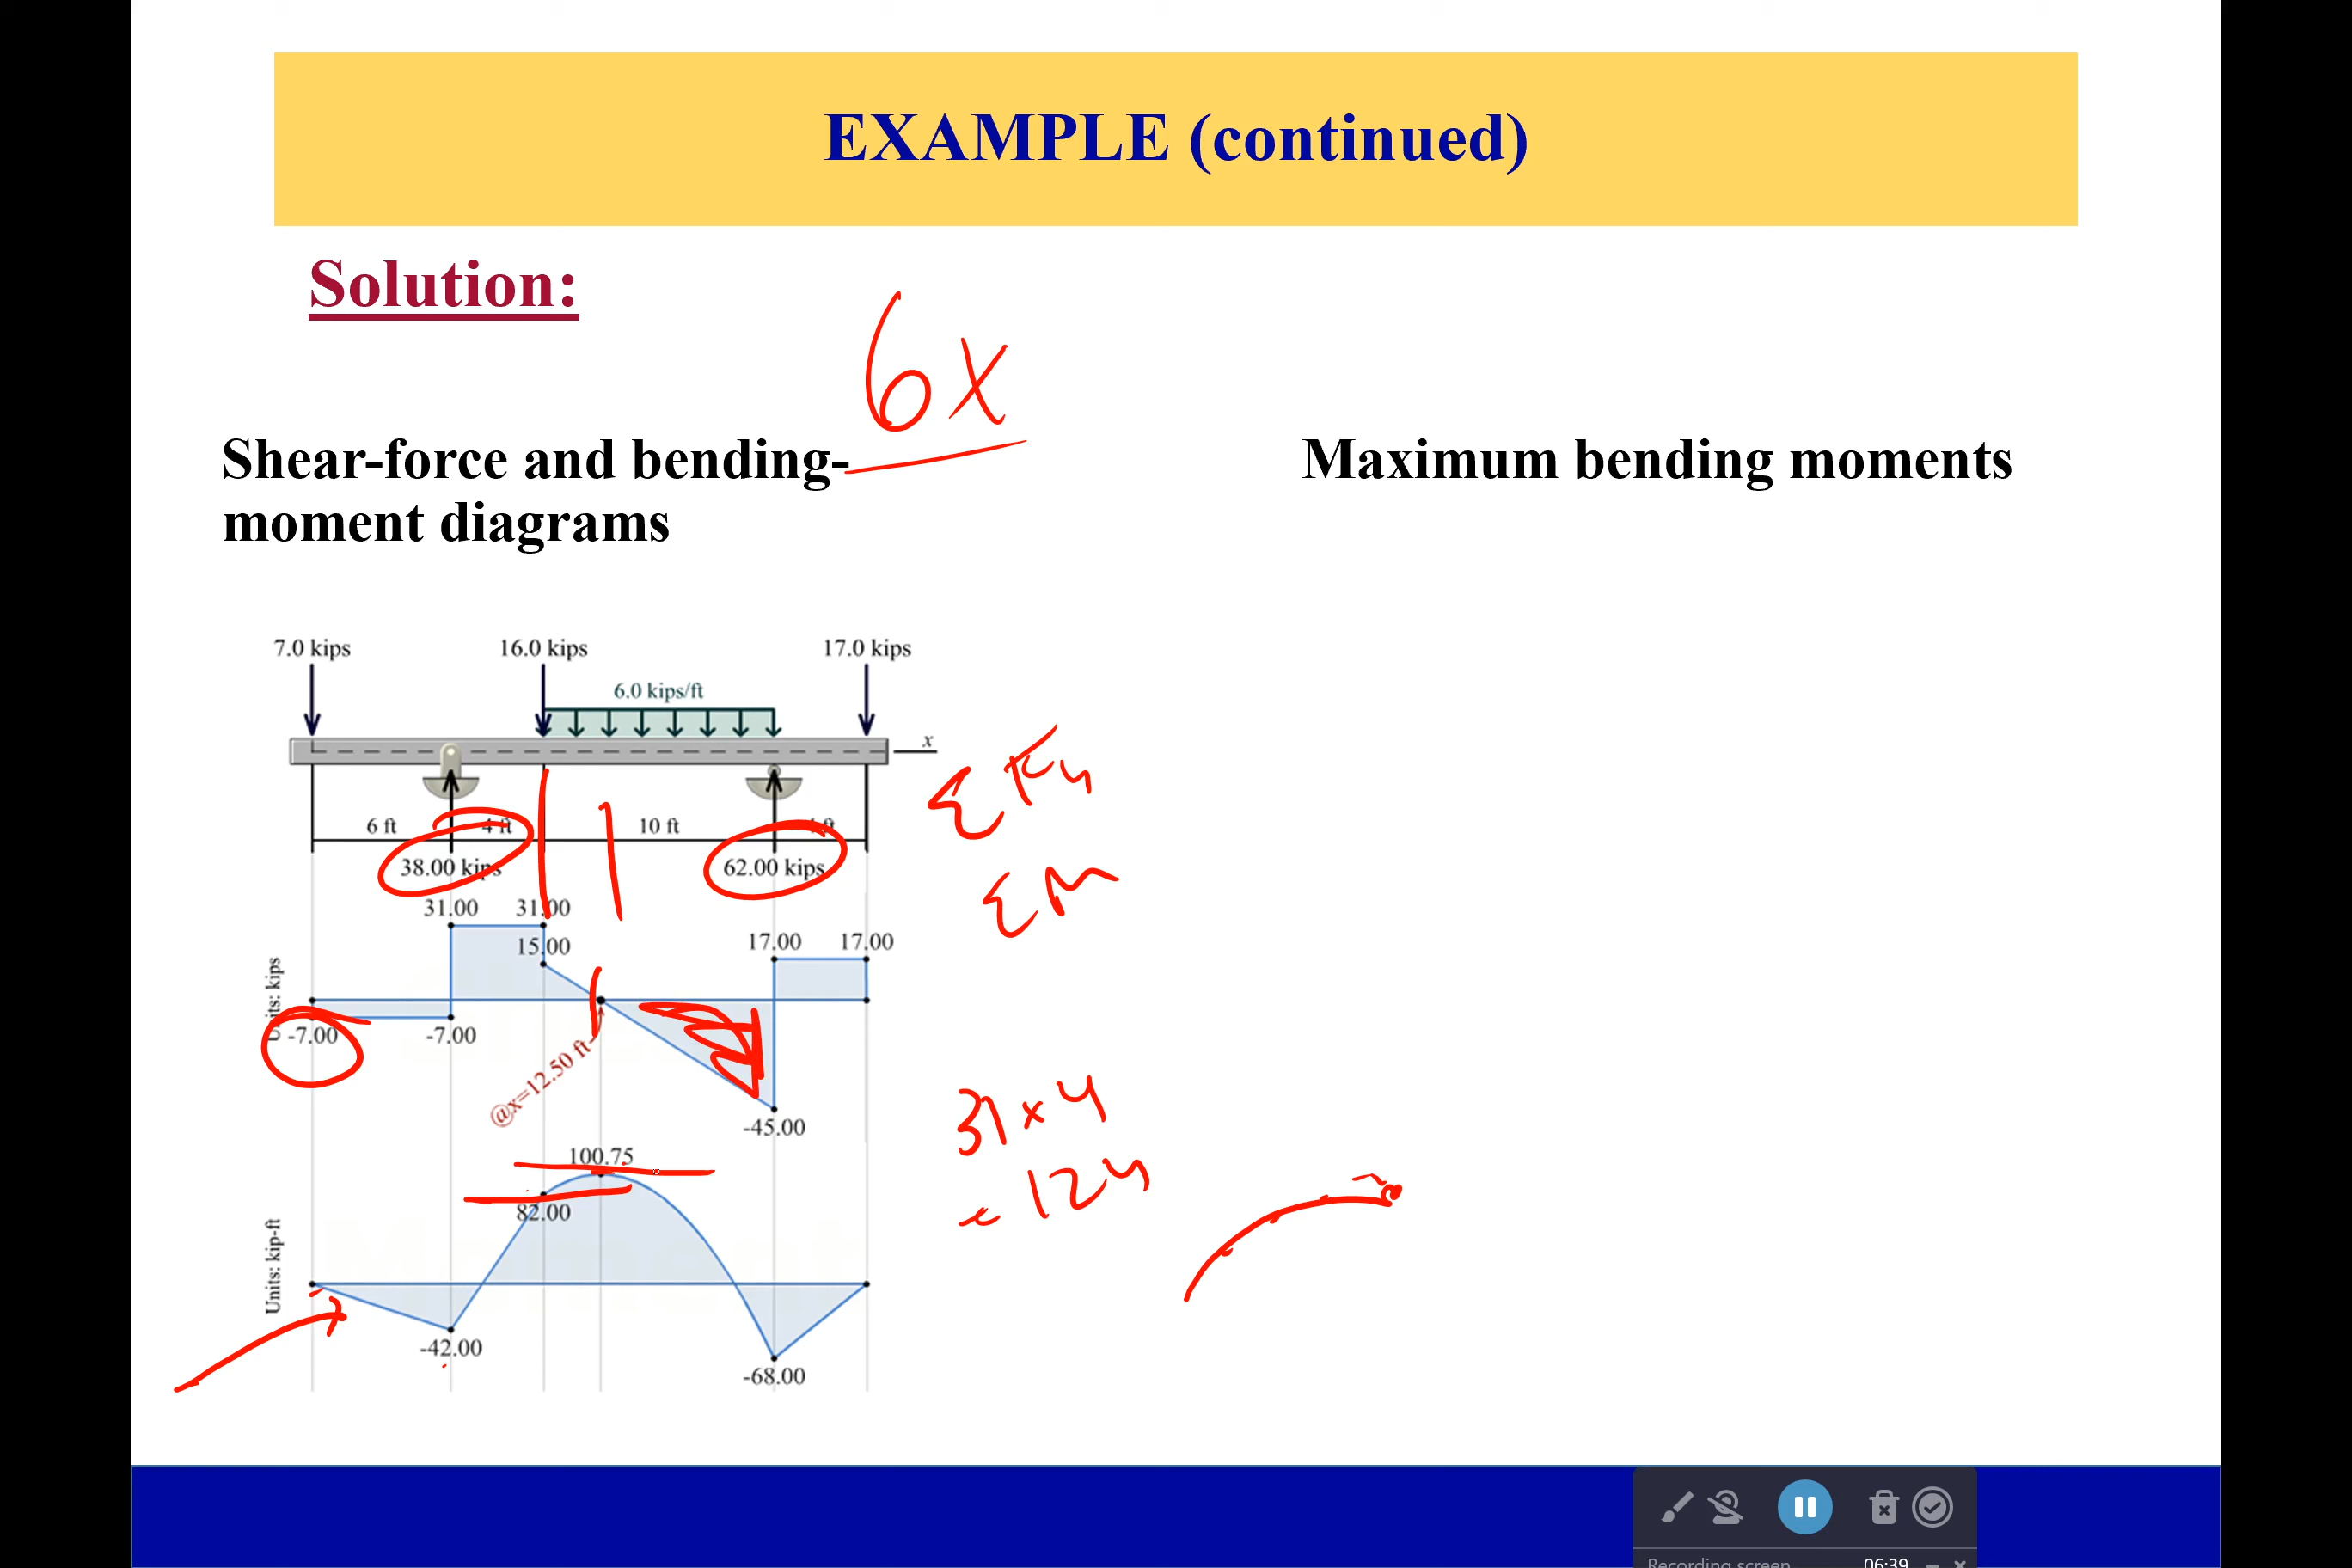 EXAMPLE (continued)
Solution:
6x
Shear-force and bending-
moment diagrams
Maximum bending moments
7.0 kips 16.0 kips 17.0 kips
6.0 kips/ft
x
ΣFy
6 ft 4 ft 10 ft ft
38.00 kips 62.00 kips
ΣM
31.00 31.00
15.00 17.00 17.00
Units: kips
-7.00 -7.00
@x=12.50 ft
-45.00
31 x 4
= 124
100.75
82.00
Units: kip-ft
-42.00
-68.00
Recording screen 06:39